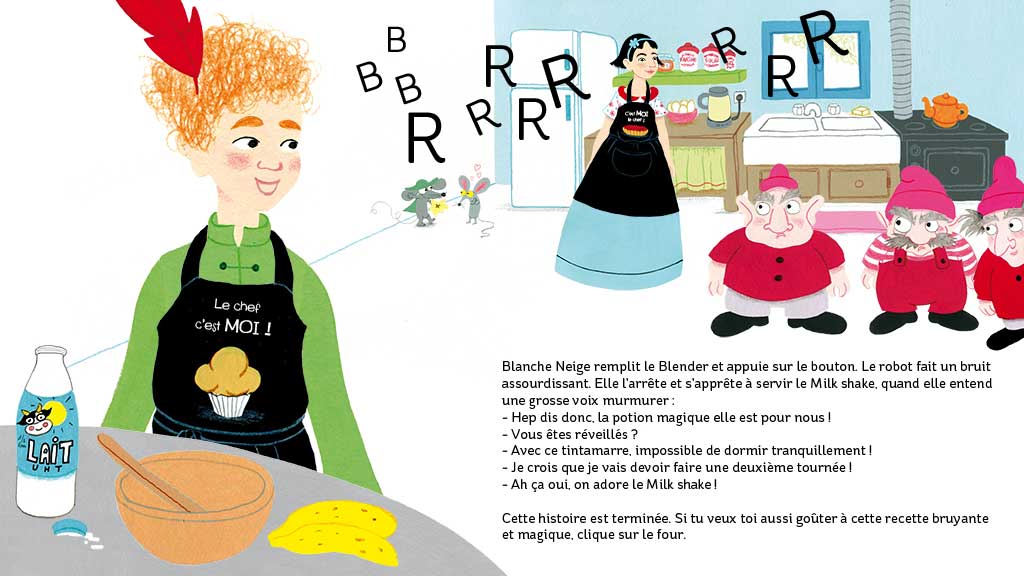 B
B
B
R
R
R
R
R
R
R
R
C'est MOI
le chef !
Le chef
c'est MOI !
LAIT
UHT
Blanche Neige remplit le Blender et appuie sur le bouton. Le robot fait un bruit
assourdissant. Elle l'arrête et s'apprête à servir le Milk shake, quand elle entend
une grosse voix murmurer :
- Hep dis donc, la potion magique elle est pour nous !
- Vous êtes réveillés ?
- Avec ce tintamarre, impossible de dormir tranquillement !
- Je crois que je vais devoir faire une deuxième tournée !
- Ah ça oui, on adore le Milk shake !
Cette histoire est terminée. Si tu veux toi aussi goûter à cette recette bruyante
et magique, clique sur le four.